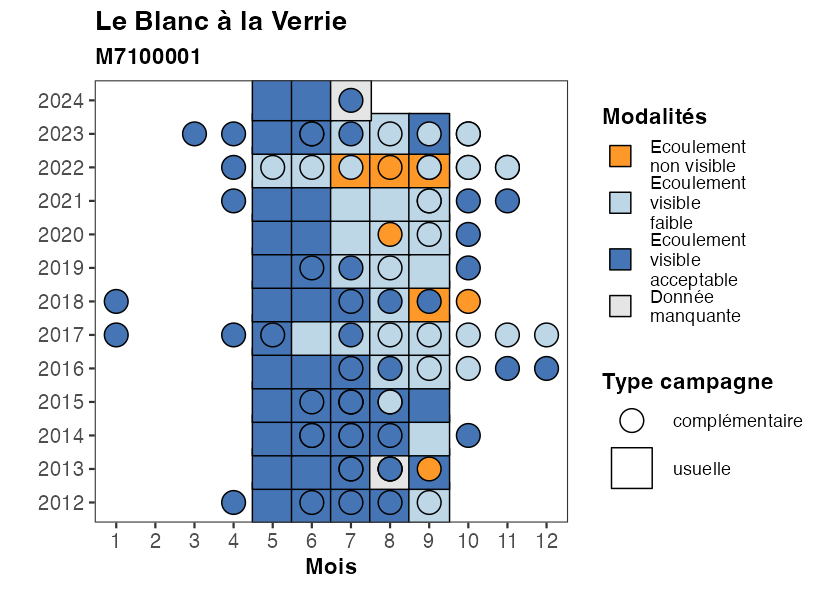 Le Blanc à la Verrie
M7100001
2024
2023
2022
2021
2020
2019
2018
2017
2016
2015
2014
2013
2012
1 2 3 4 5 6 7 8 9 10 11 12
Mois
Modalités
Ecoulement
non visible
Ecoulement
visible
faible
Ecoulement
visible
acceptable
Donnée
manquante
Type campagne
complémentaire
usuelle